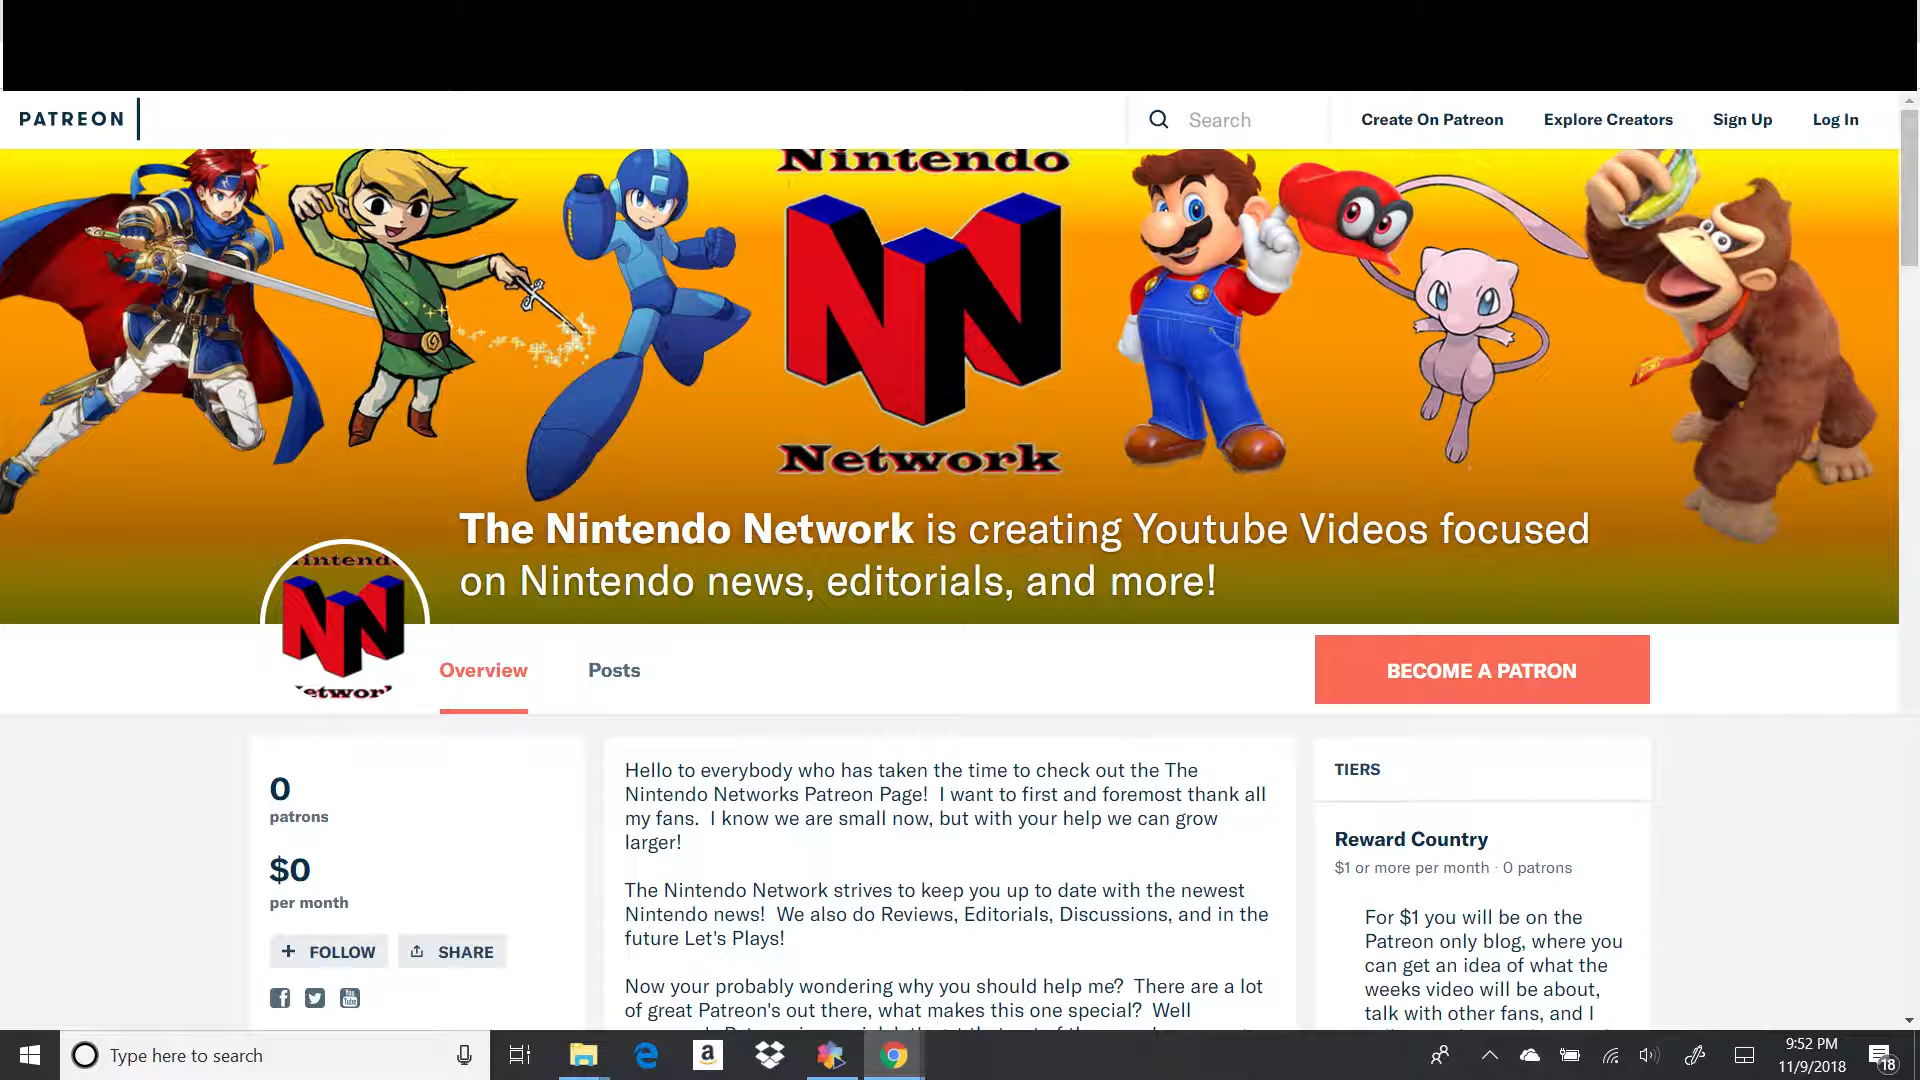 PATREON
Search
Create On Patreon
Explore Creators
Sign Up
Log In
Nintendo
Network
The Nintendo Network is creating Youtube Videos focused
on Nintendo news, editorials, and more!
Overview
Posts
BECOME A PATRON
0
patrons
$0
per month
+ FOLLOW
SHARE
You
Tube
Hello to everybody who has taken the time to check out the The
Nintendo Networks Patreon Page!  I want to first and foremost thank all
my fans.  I know we are small now, but with your help we can grow
larger!
The Nintendo Network strives to keep you up to date with the newest
Nintendo news!  We also do Reviews, Editorials, Discussions, and in the
future Let's Plays!
Now your probably wondering why you should help me?  There are a lot
of great Patreon's out there, what makes this one special?  Well
TIERS
Reward Country
$1 or more per month · 0 patrons
For $1 you will be on the
Patreon only blog, where you
can get an idea of what the
weeks video will be about,
talk with other fans, and I
Type here to search
9:52 PM
11/9/2018
18